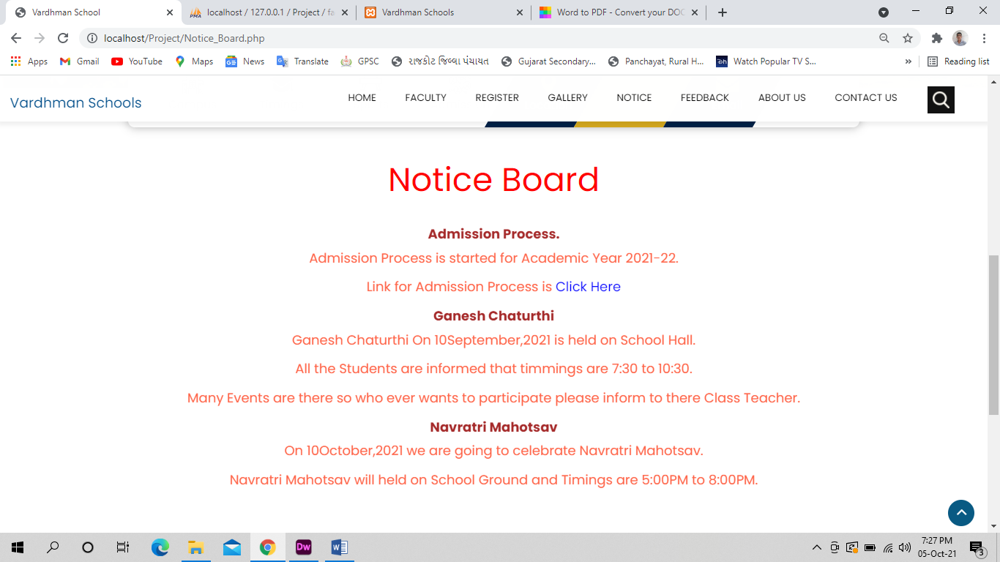 Vardhman School
localhost / 127.0.0.1 / Project / fa
Vardhman Schools
Word to PDF - Convert your DOC
localhost/Project/Notice_Board.php
Apps Gmail YouTube Maps News Translate GPSC રાજકોટ જિલ્લા પંચાયત Gujarat Secondary... Panchayat, Rural H... Watch Popular TV S... » Reading list
Vardhman Schools
HOME FACULTY REGISTER GALLERY NOTICE FEEDBACK ABOUT US CONTACT US
Notice Board
Admission Process.
Admission Process is started for Academic Year 2021-22.
Link for Admission Process is Click Here
Ganesh Chaturthi
Ganesh Chaturthi On 10September,2021 is held on School Hall.
All the Students are informed that timmings are 7:30 to 10:30.
Many Events are there so who ever wants to participate please inform to there Class Teacher.
Navratri Mahotsav
On 10October,2021 we are going to celebrate Navratri Mahotsav.
Navratri Mahotsav will held on School Ground and Timings are 5:00PM to 8:00PM.
7:27 PM
05-Oct-21
3